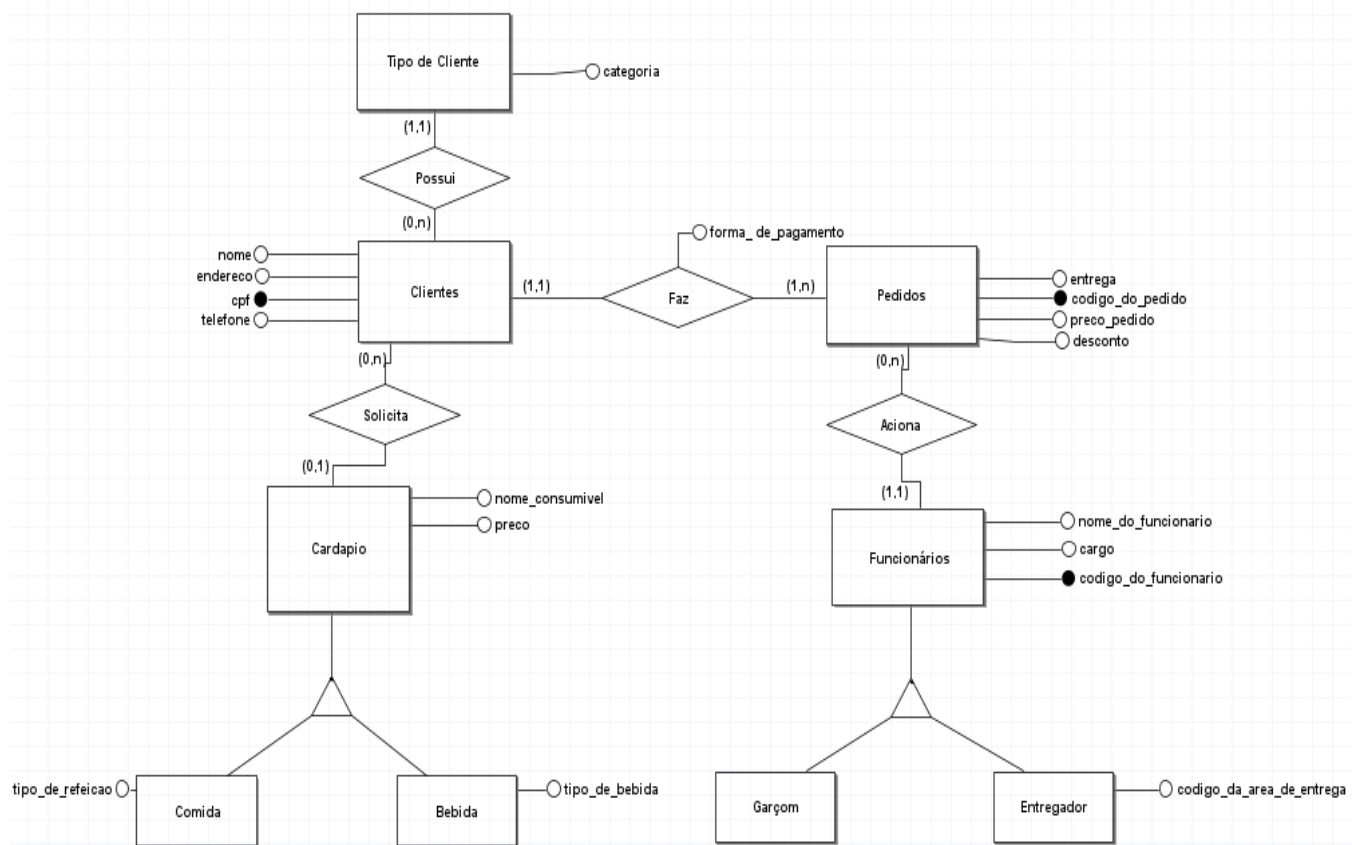 Tipo de Cliente
categoria
(1,1)
Possui
(0,n)
nome
endereco
cpf
telefone
Clientes
(1,1)
forma_ de_pagamento
Faz
(1,n)
Pedidos
entrega
codigo_do_pedido
preco_pedido
desconto
(0,n)
Solicita
(0,1)
(0,n)
Aciona
(1,1)
Cardapio
nome_consumivel
preco
Funcionários
nome_do_funcionario
cargo
codigo_do_funcionario
tipo_de_refeicao
Comida
Bebida
tipo_de_bebida
Garçom
Entregador
codigo_da_area_de_entrega